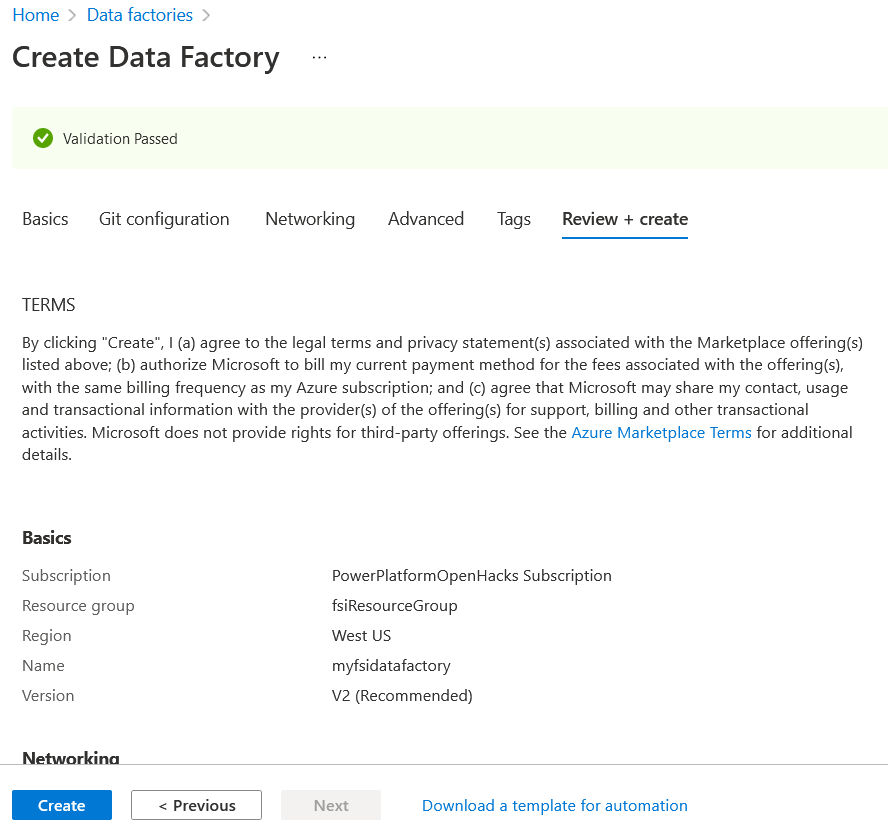 Home > Data factories >
Create Data Factory ...
Validation Passed
Basics Git configuration Networking Advanced Tags Review + create
TERMS
By clicking "Create", I (a) agree to the legal terms and privacy statement(s) associated with the Marketplace offering(s)
listed above; (b) authorize Microsoft to bill my current payment method for the fees associated with the offering(s),
with the same billing frequency as my Azure subscription; and (c) agree that Microsoft may share my contact, usage
and transactional information with the provider(s) of the offering(s) for support, billing and other transactional
activities. Microsoft does not provide rights for third-party offerings. See the Azure Marketplace Terms for additional
details.
Basics
Subscription PowerPlatformOpenHacks Subscription
Resource group fsiResourceGroup
Region West US
Name myfsidatafactory
Version V2 (Recommended)
Networking
Create < Previous Next Download a template for automation